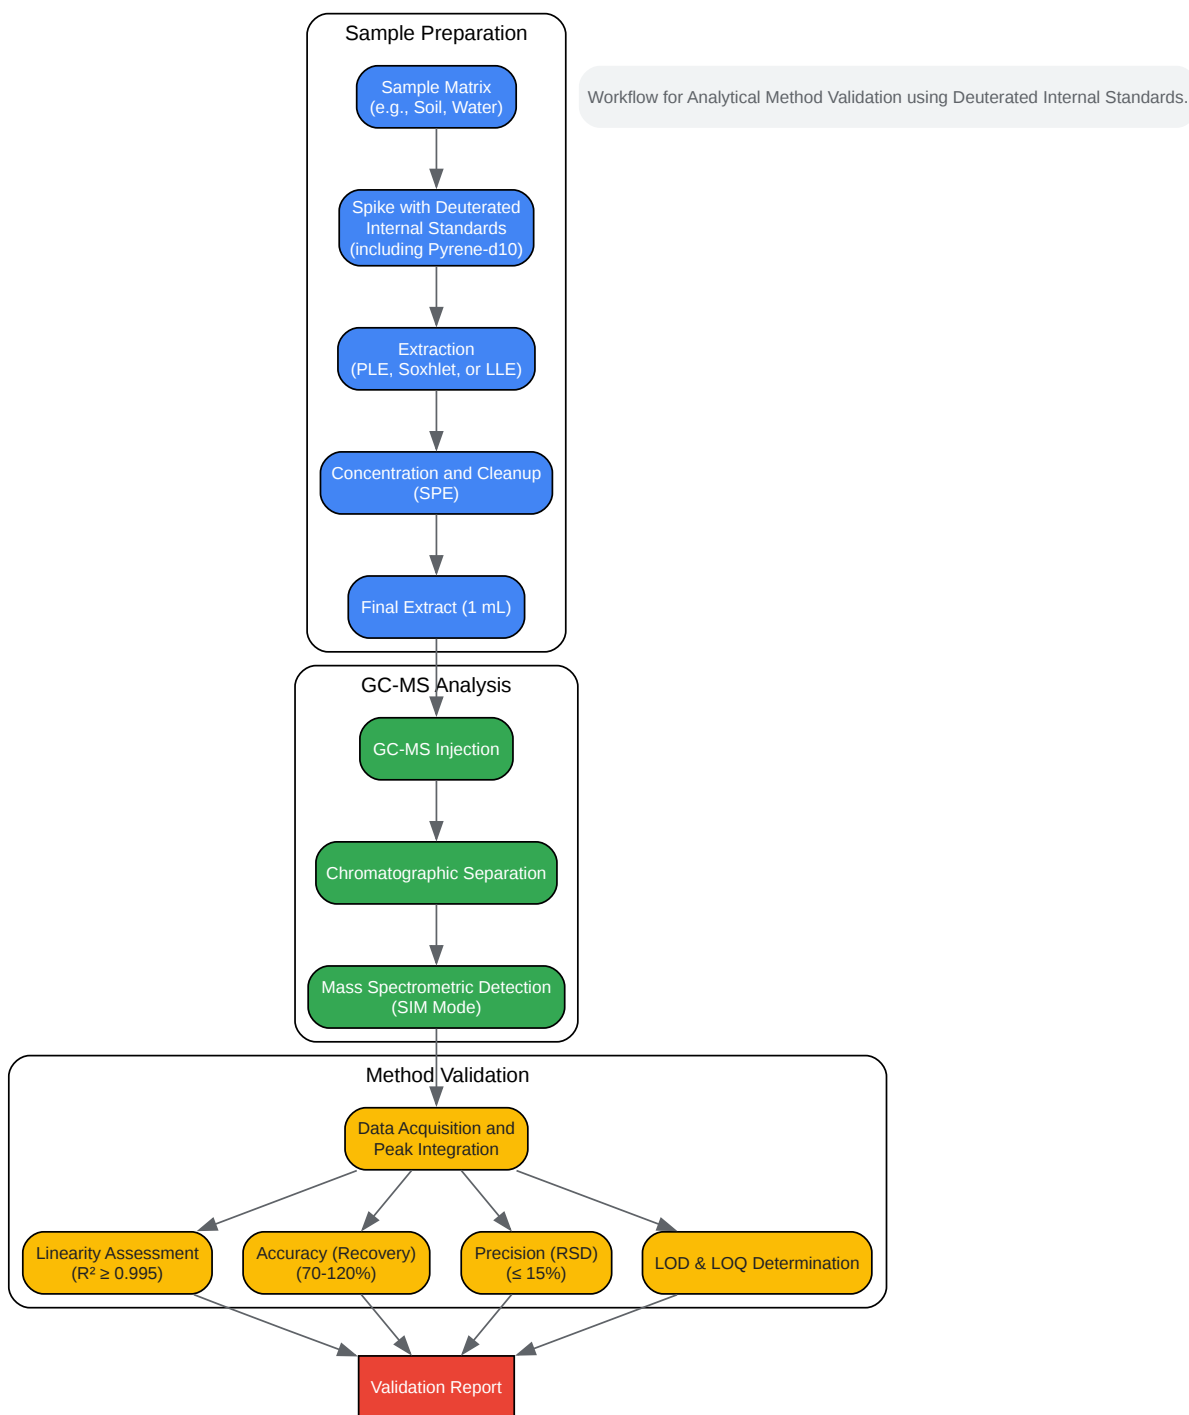 Sample Preparation
Sample Matrix
(e.g., Soil, Water)
Workflow for Analytical Method Validation using Deuterated Internal Standards.
Spike with Deuterated
Internal Standards
(including Pyrene-d10)
Extraction
(PLE, Soxhlet, or LLE)
Concentration and Cleanup
(SPE)
Final Extract (1 mL)
GC-MS Analysis
GC-MS Injection
Chromatographic Separation
Mass Spectrometric Detection
(SIM Mode)
Method Validation
Data Acquisition and
Peak Integration
Linearity Assessment
(R² ≥ 0.995)
Accuracy (Recovery)
(70-120%)
Precision (RSD)
(≤ 15%)
LOD & LOQ Determination
Validation Report